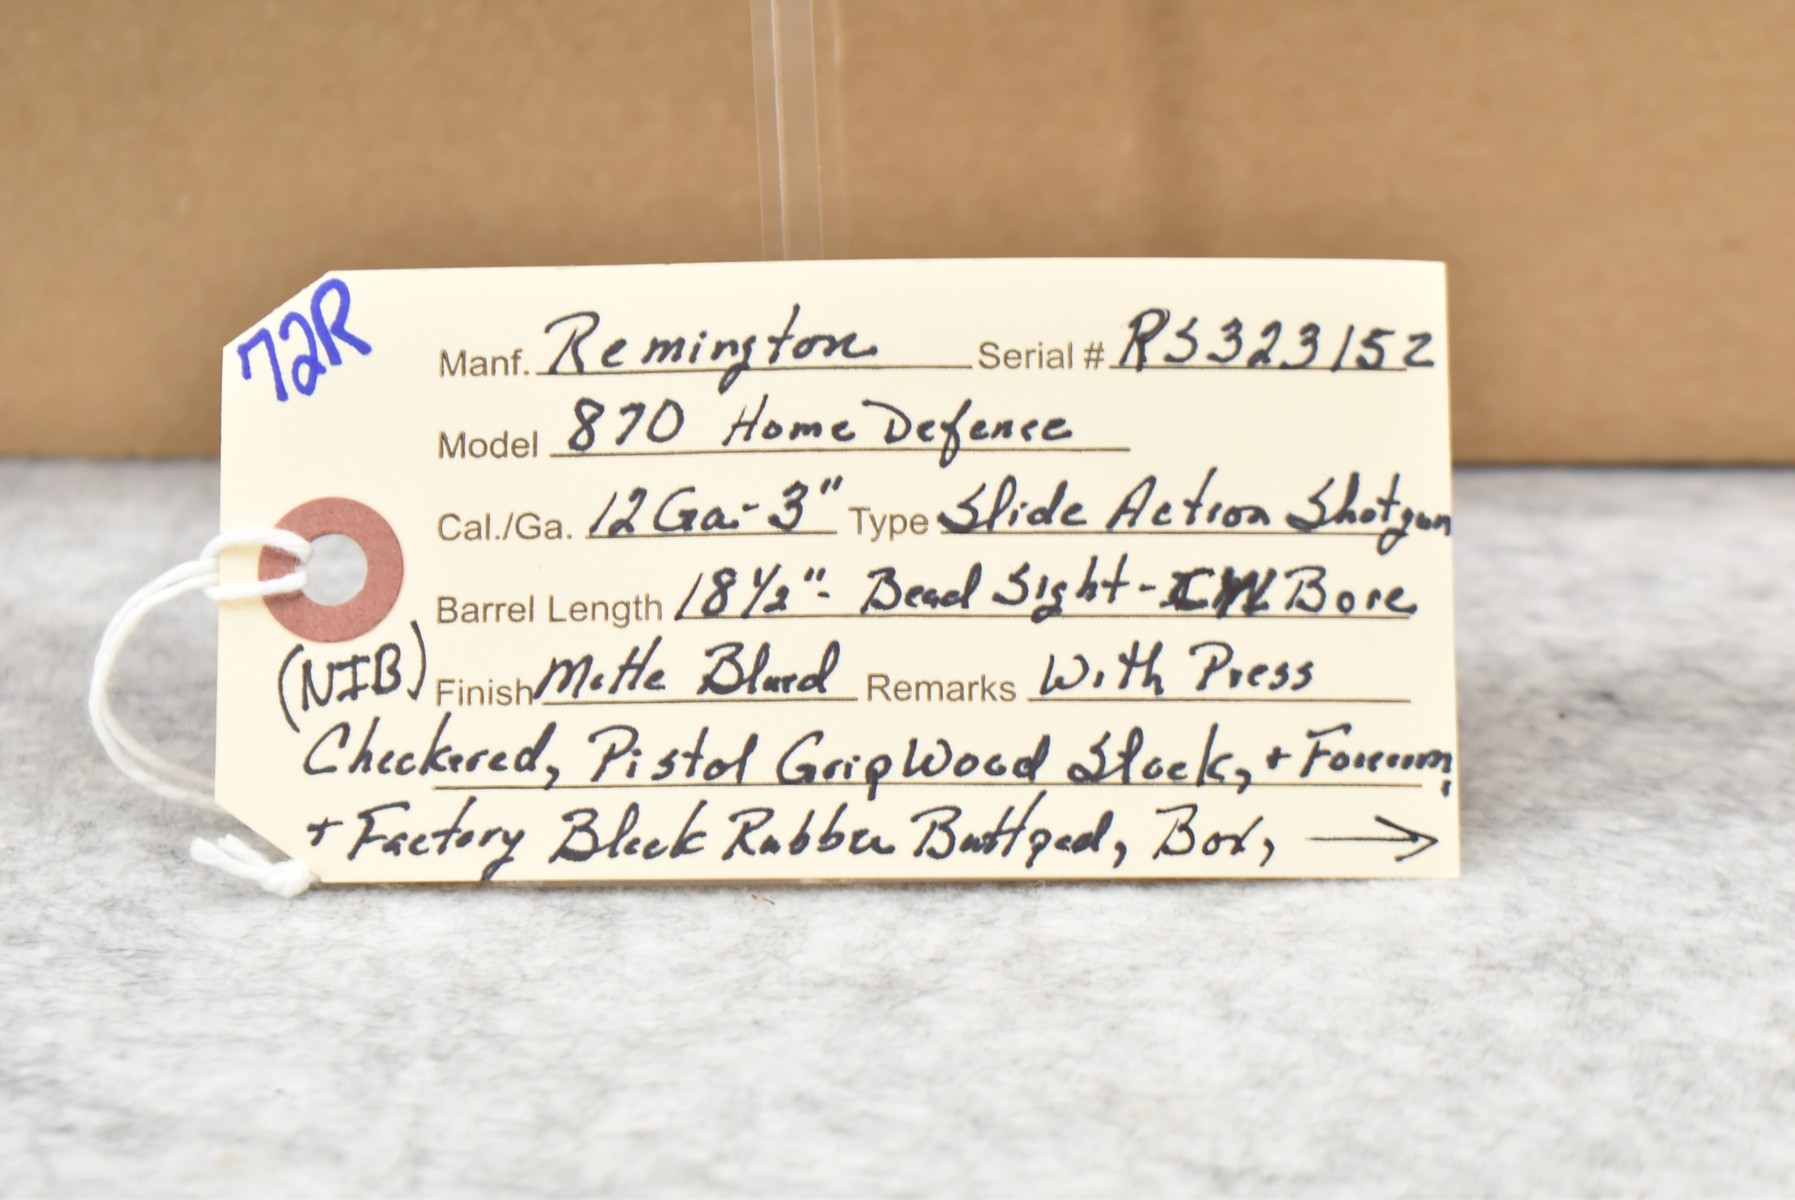 72R
Manf. Remington Serial # RS32315Z
Model 870 Home Defence
Cal./Ga. 12 Ga.- 3" Type Slide Action Shotgun
Barrel Length 18 1/2" - Bead Sight - Bore
(NIB) Finish Matte Blued Remarks With Press
Checkered, Pistol Grip Wood Stock, + Forearm,
+ Factory Black Rubber Buttpad, Box, →